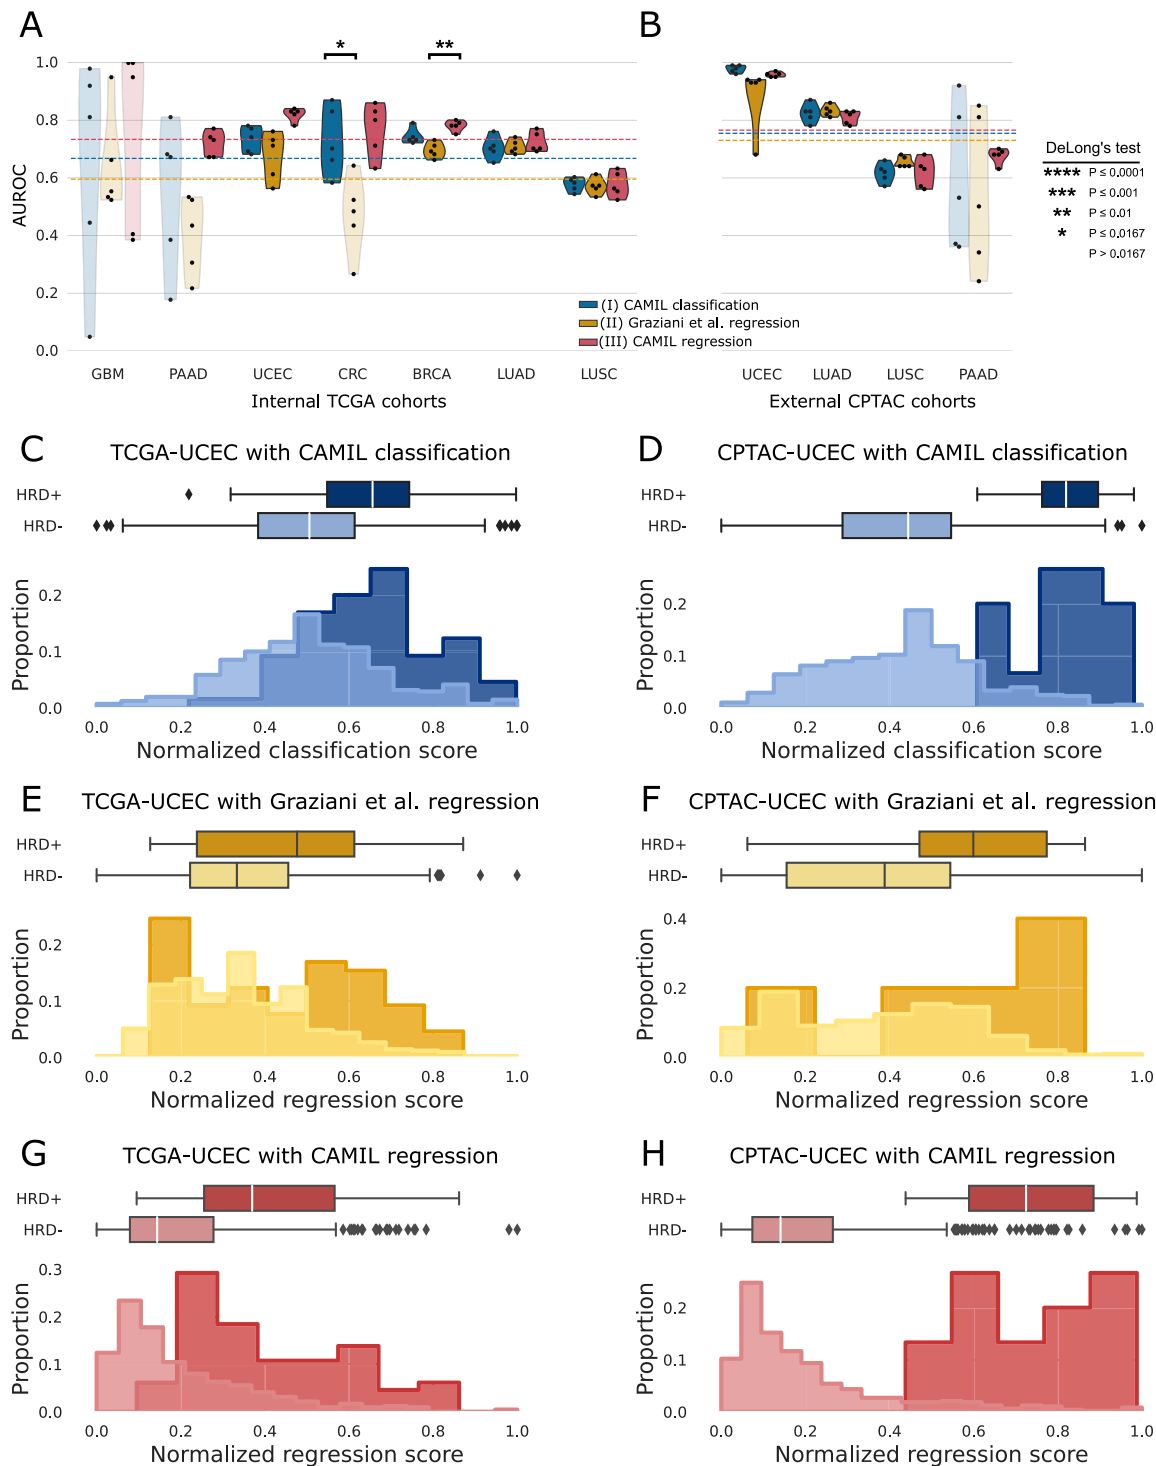 A
B
*
**
1.0
0.8
0.6
0.4
0.2
0.0
AUROC
DeLong's test
**** P ≤ 0.0001
*** P ≤ 0.001
** P ≤ 0.01
* P ≤ 0.0167
P > 0.0167
(I) CAMIL classification
(II) Graziani et al. regression
(III) CAMIL regression
GBM PAAD UCEC CRC BRCA LUAD LUSC
UCEC LUAD LUSC PAAD
Internal TCGA cohorts
External CPTAC cohorts
C
TCGA-UCEC with CAMIL classification
HRD+
HRD-
Proportion
0.2
0.1
0.0
0.0 0.2 0.4 0.6 0.8 1.0
Normalized classification score
D
CPTAC-UCEC with CAMIL classification
HRD+
HRD-
Proportion
0.2
0.1
0.0
0.0 0.2 0.4 0.6 0.8 1.0
Normalized classification score
E
TCGA-UCEC with Graziani et al. regression
HRD+
HRD-
Proportion
0.2
0.1
0.0
0.0 0.2 0.4 0.6 0.8 1.0
Normalized regression score
F
CPTAC-UCEC with Graziani et al. regression
HRD+
HRD-
Proportion
0.4
0.2
0.0
0.0 0.2 0.4 0.6 0.8 1.0
Normalized regression score
G
TCGA-UCEC with CAMIL regression
HRD+
HRD-
Proportion
0.3
0.2
0.1
0.0
0.0 0.2 0.4 0.6 0.8 1.0
Normalized regression score
H
CPTAC-UCEC with CAMIL regression
HRD+
HRD-
Proportion
0.2
0.1
0.0
0.0 0.2 0.4 0.6 0.8 1.0
Normalized regression score